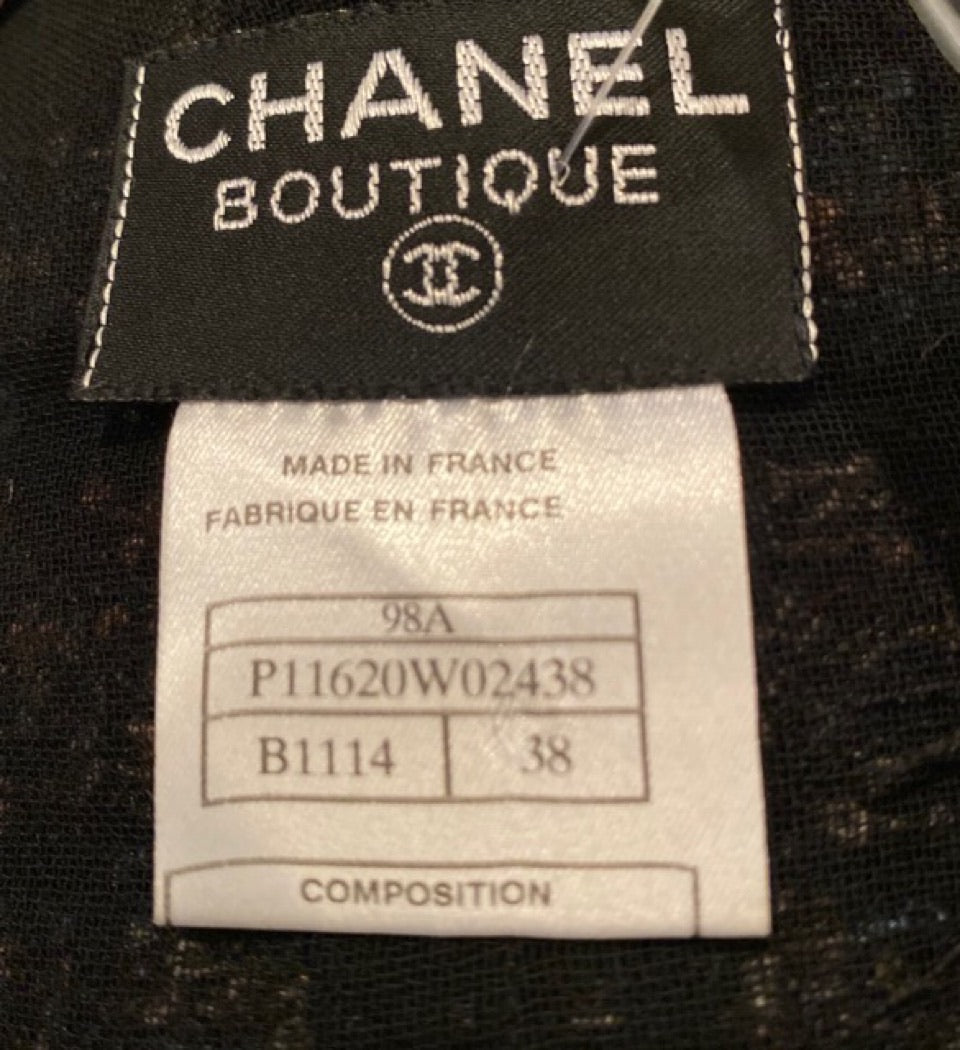 CHANEL
BOUTIQUE
MADE IN FRANCE
FABRIQUE EN FRANCE
98A
P11620W02438
B1114 38
COMPOSITION